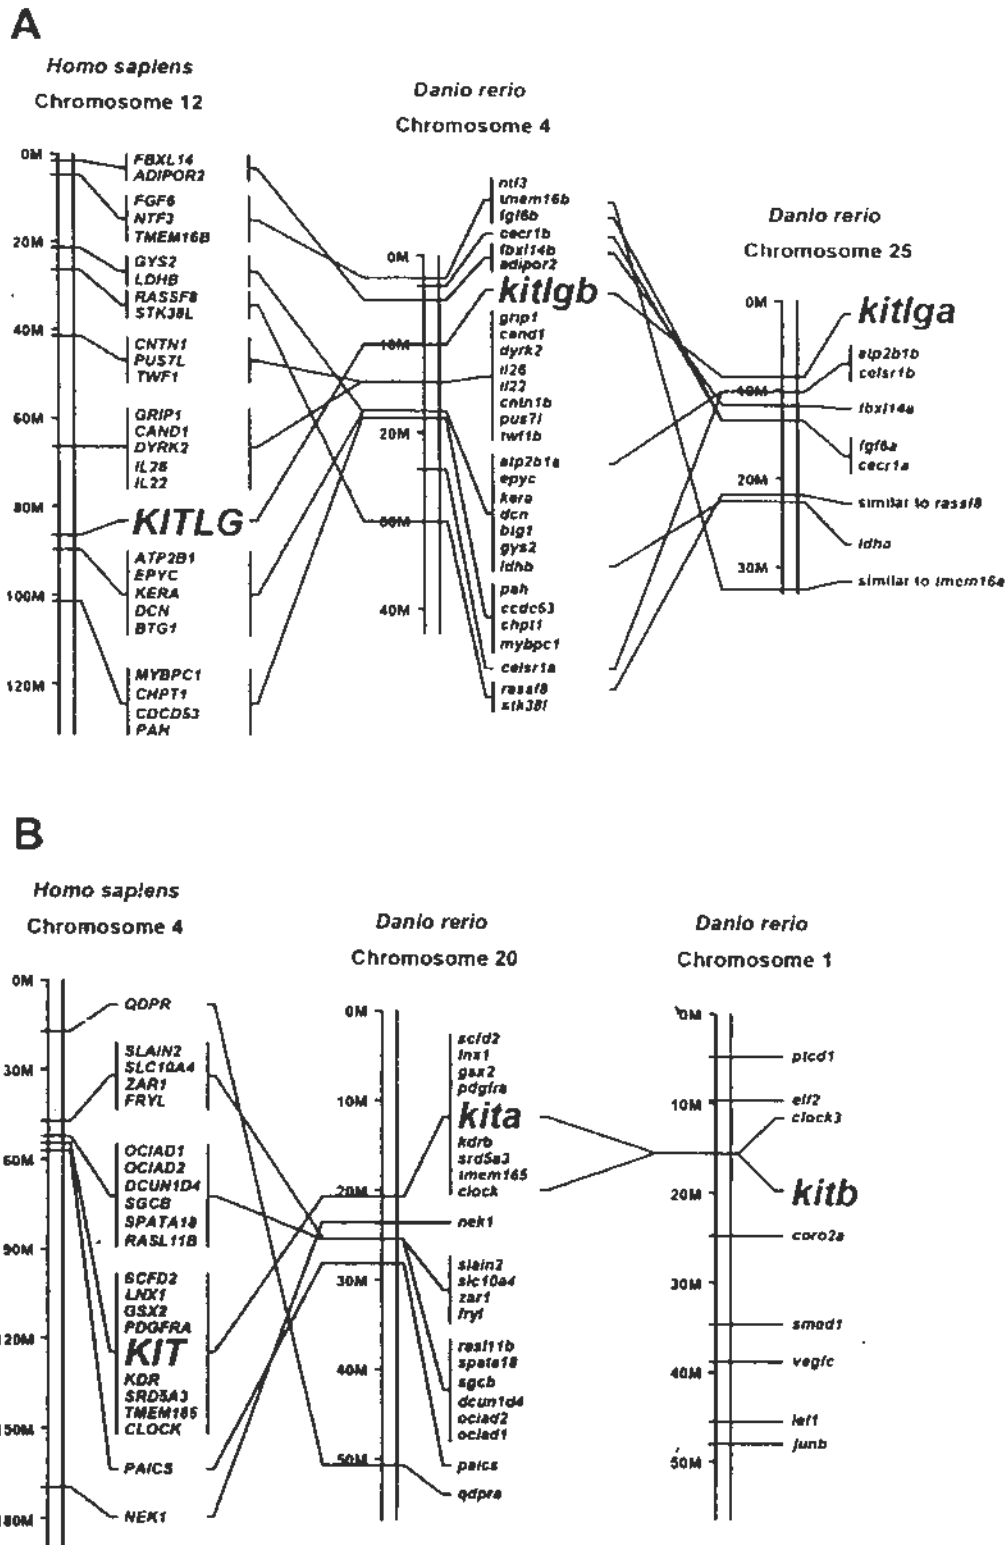 A
Homo sapiens
Chromosome 12
0M
20M
40M
60M
80M
100M
120M
FBXL14
ADIPOR2
FGF6
NTF3
TMEM16B
GYS2
LDHB
RASSF8
STK38L
CNTN1
PUS7L
TWF1
GRIP1
CAND1
DYRK2
IL26
IL22
KITLG
ATP2B1
EPYC
KERA
DCN
BTG1
MYBPC1
CHPT1
CDCD53
PAH
Danio rerio
Chromosome 4
0M
10M
20M
40M
ntf3
tmem16b
fgf6b
cecr1b
fbxl14b
adipor2
kitlgb
grip1
cand1
dyrk2
il26
il22
cntn1b
pus7l
twf1b
atp2b1a
epyc
kera
dcn
btg1
gys2
ldhb
pah
ccdc53
chpt1
mybpc1
celsr1a
rassf8
stk38l
Danio rerio
Chromosome 25
0M
10M
20M
30M
kitlga
atp2b1b
celsr1b
fbxl14a
fgf6a
cecr1a
similar to rassf8
ldha
similar to tmem16e
B
Homo sapiens
Chromosome 4
0M
30M
60M
90M
120M
150M
180M
QDPR
SLAIN2
SLC10A4
ZAR1
FRYL
OCIAD1
OCIAD2
DCUN1D4
SGCB
SPATA18
RASL11B
SCFD2
LNX1
GSX2
PDGFRA
KIT
KDR
SRD5A3
TMEM165
CLOCK
PAICS
NEK1
Danio rerio
Chromosome 20
0M
10M
20M
30M
40M
50M
scfd2
lnx1
gsx2
pdgfra
kita
kdrb
srd5a3
tmem165
clock
nek1
slain2
slc10a4
zar1
fryl
rasl11b
spata18
sgcb
dcun1d4
ociad2
ociad1
paics
qdpra
Danio rerio
Chromosome 1
0M
10M
20M
30M
40M
50M
ptcd1
elf2
clock3
kitb
coro2a
smad1
vegfc
lef1
junb